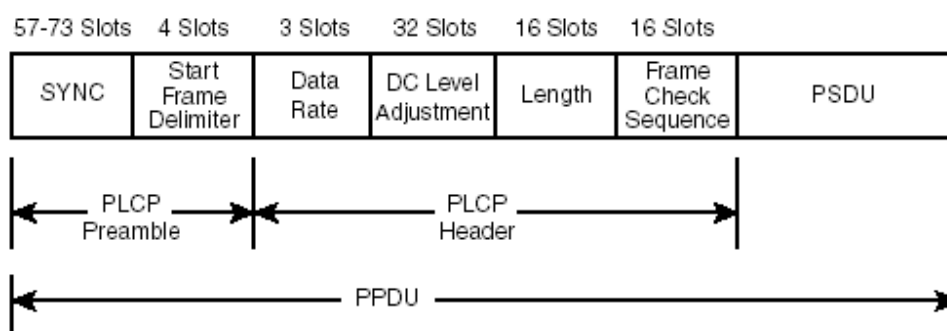 57-73 Slots 4 Slots 3 Slots 32 Slots 16 Slots 16 Slots
SYNC
Start
Frame
Delimiter
Data
Rate
DC Level
Adjustment
Length
Frame
Check
Sequence
PSDU
PLCP
Preamble
PLCP
Header
PPDU